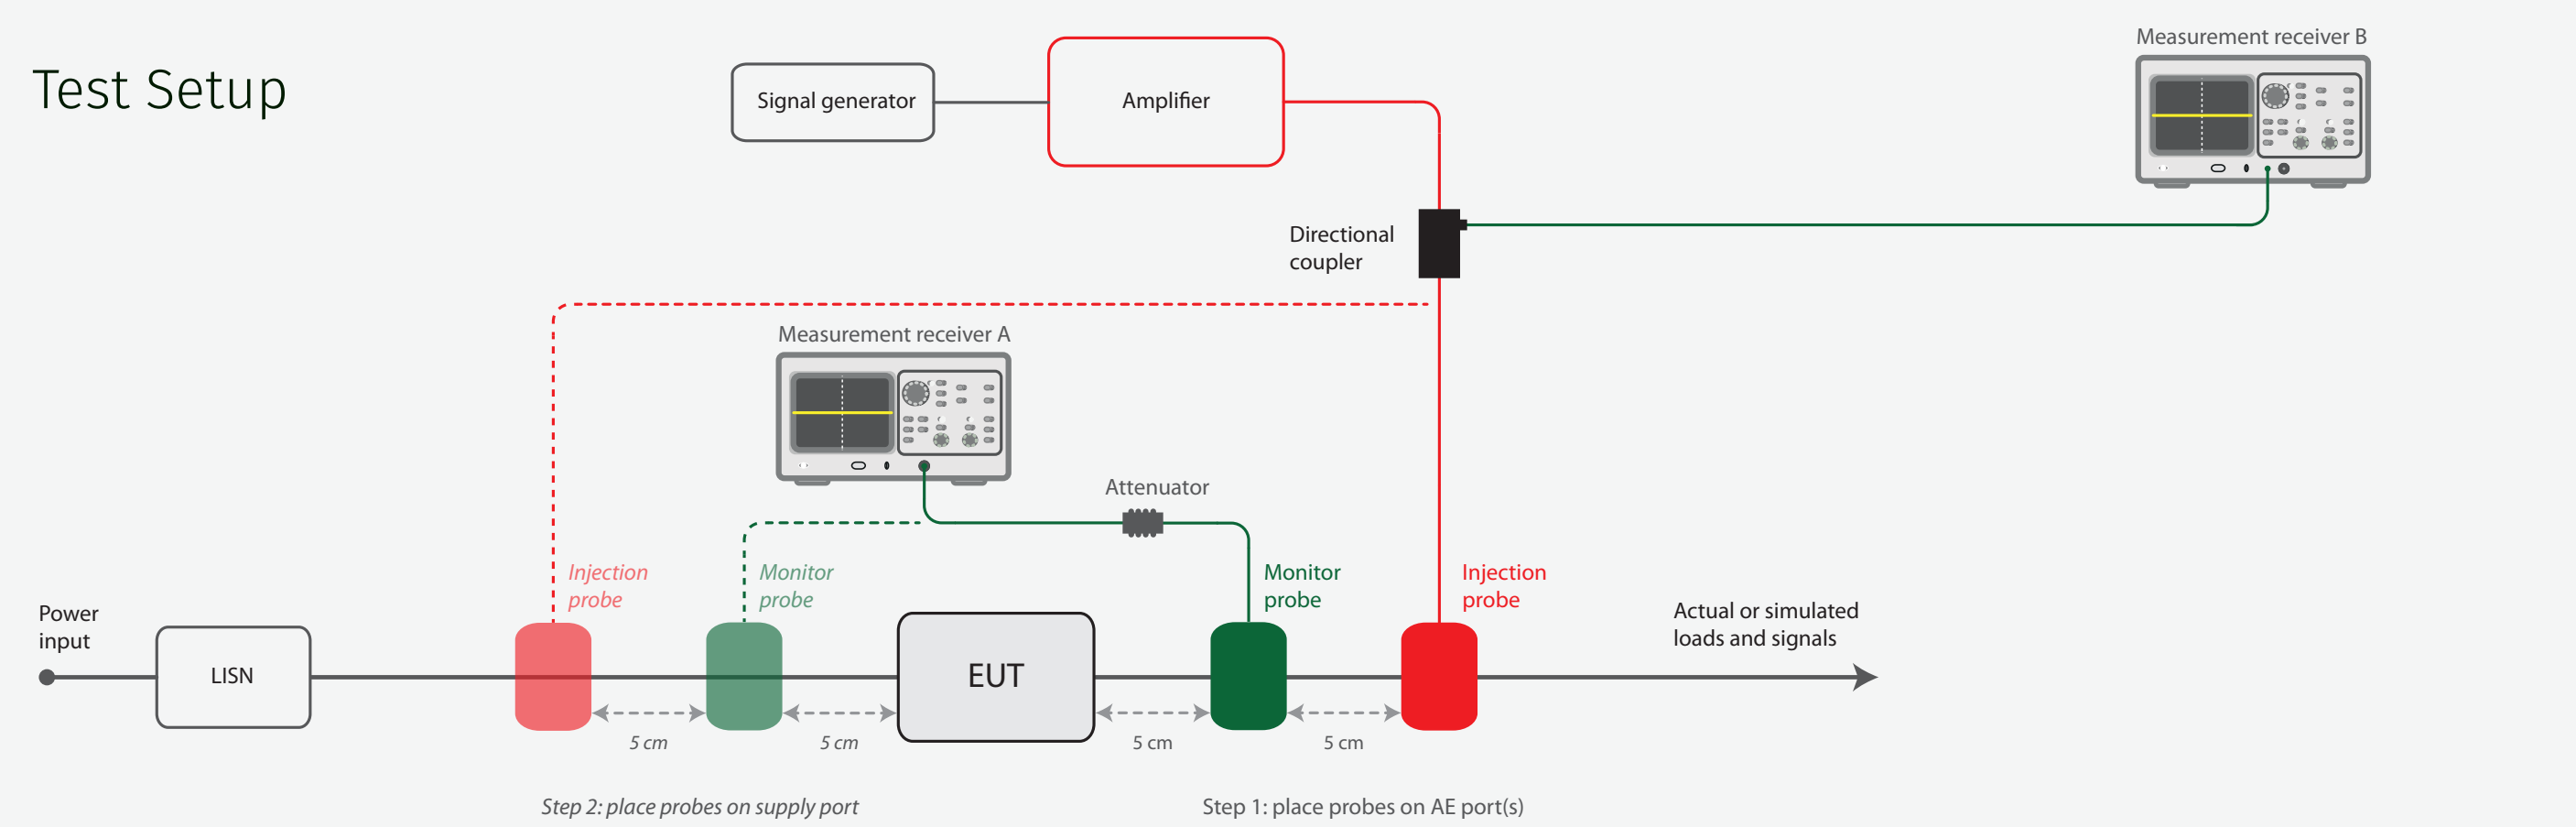 Test Setup
Signal generator
Amplifier
Measurement receiver B
Directional
coupler
Measurement receiver A
Attenuator
Injection
probe
Monitor
probe
Monitor
probe
Injection
probe
Power
input
LISN
EUT
Actual or simulated
loads and signals
5 cm
5 cm
5 cm
5 cm
Step 2: place probes on supply port
Step 1: place probes on AE port(s)